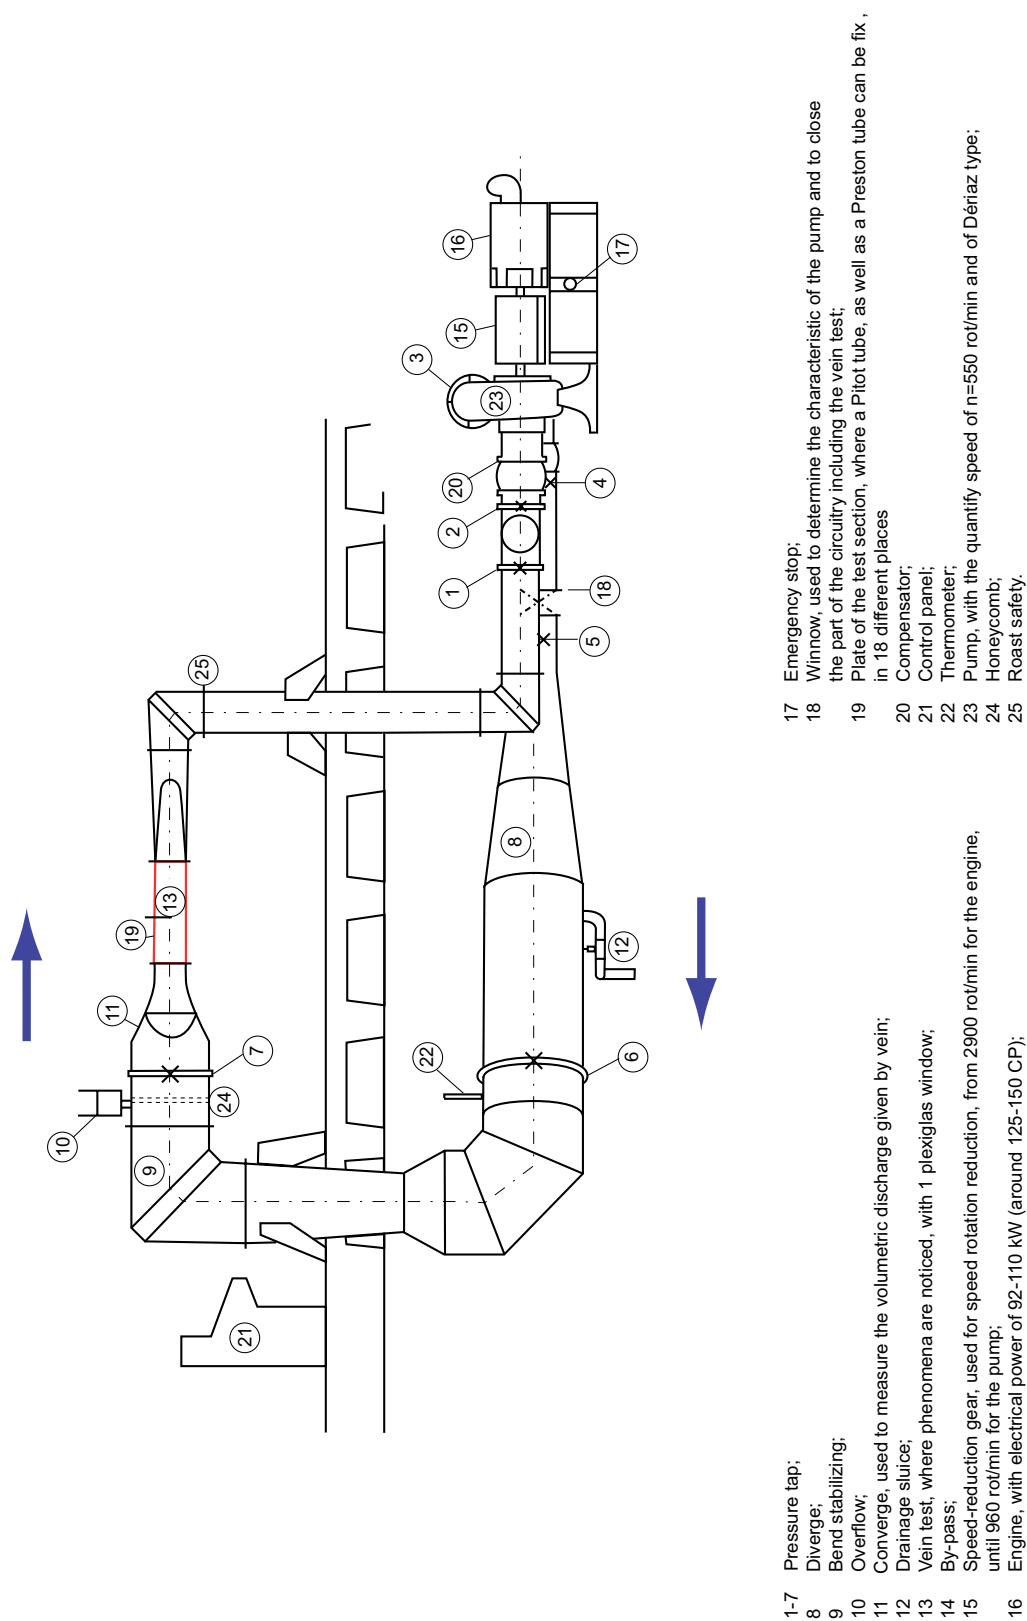 10
9
24
7
11
19
13
25
21
22
6
12
8
1
2
20
3
23
15
16
17
4
18
5
1-7 Pressure tap;
8 Diverge;
9 Bend stabilizing;
10 Overflow;
11 Converge, used to measure the volumetric discharge given by vein;
12 Drainage sluice;
13 Vein test, where phenomena are noticed, with 1 plexiglas window;
14 By-pass;
15 Speed-reduction gear, used for speed rotation reduction, from 2900 rot/min for the engine,
until 960 rot/min for the pump;
16 Engine, with electrical power of 92-110 kW (around 125-150 CP);
17 Emergency stop;
18 Winnow, used to determine the characteristic of the pump and to close
the part of the circuitry including the vein test;
19 Plate of the test section, where a Pitot tube, as well as a Preston tube can be fix ,
in 18 different places
20 Compensator;
21 Control panel;
22 Thermometer;
23 Pump, with the quantify speed of n=550 rot/min and of Dériaz type;
24 Honeycomb;
25 Roast safety.